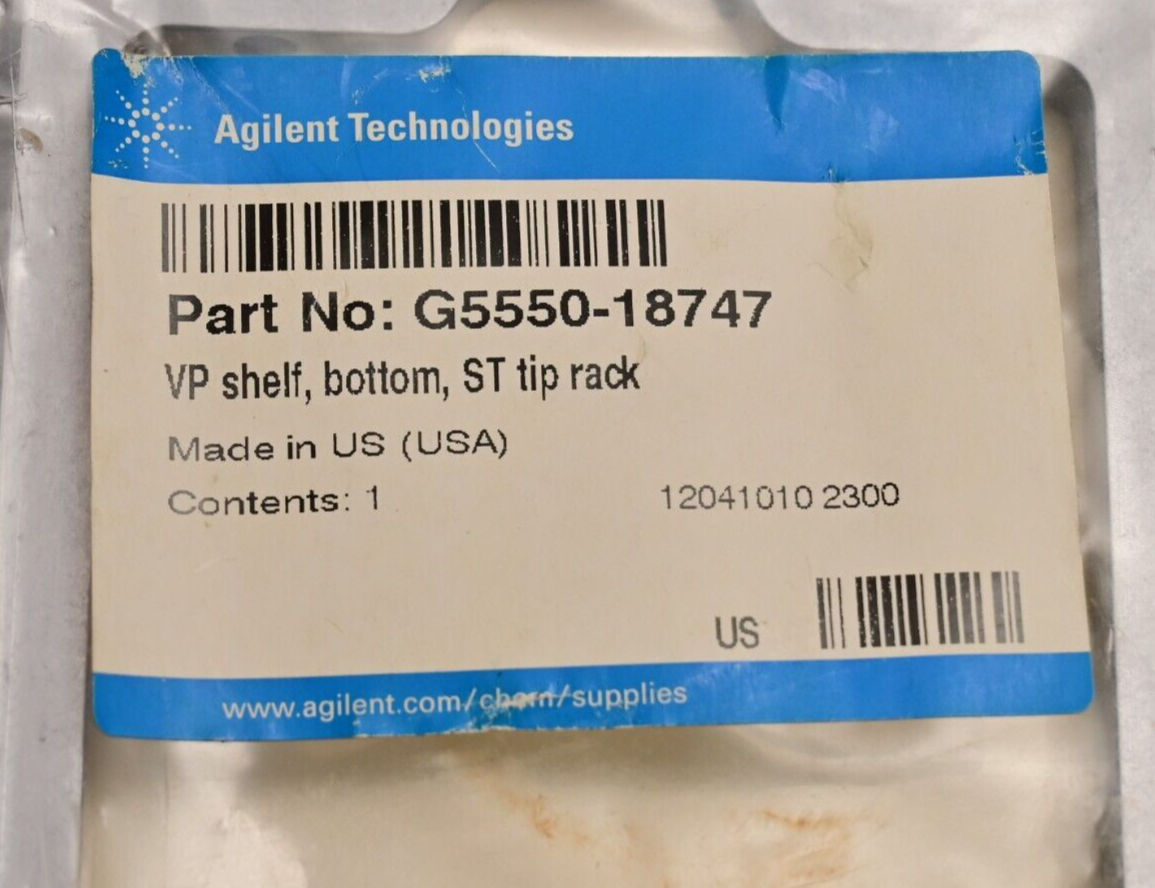 Agilent Technologies
Part No: G5550-18747
VP shelf, bottom, ST tip rack
Made in US (USA)
Contents: 1 12041010 2300
US
www.agilent.com/chem/supplies